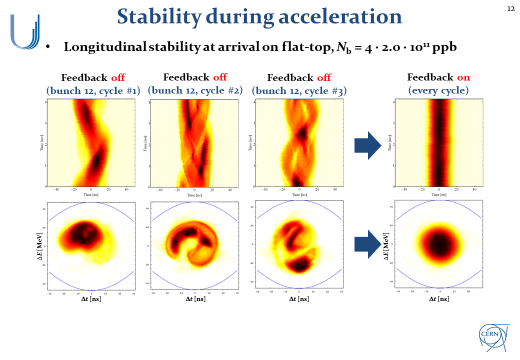 12
Stability during acceleration
• Longitudinal stability at arrival on flat-top, Nb = 4 · 2.0 · 10¹¹ ppb
Feedback off
(bunch 12, cycle #1)
Feedback off
(bunch 12, cycle #2)
Feedback off
(bunch 12, cycle #3)
Feedback on
(every cycle)
ΔE [MeV]
ΔE [MeV]
Δt [ns]
Δt [ns]
Δt [ns]
Δt [ns]
CERN